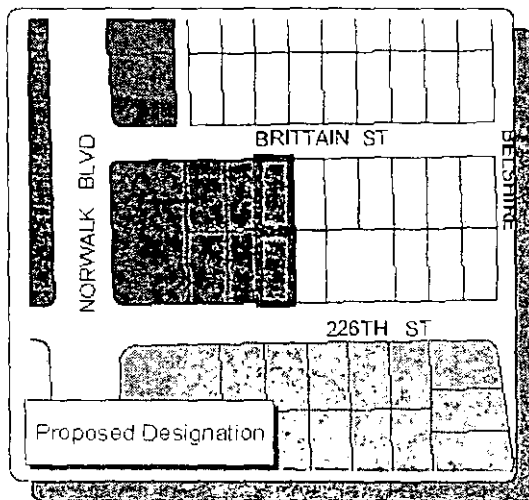 BRITTAIN ST
NORWALK BLVD
BELSHIRE
226TH ST
Proposed Designation